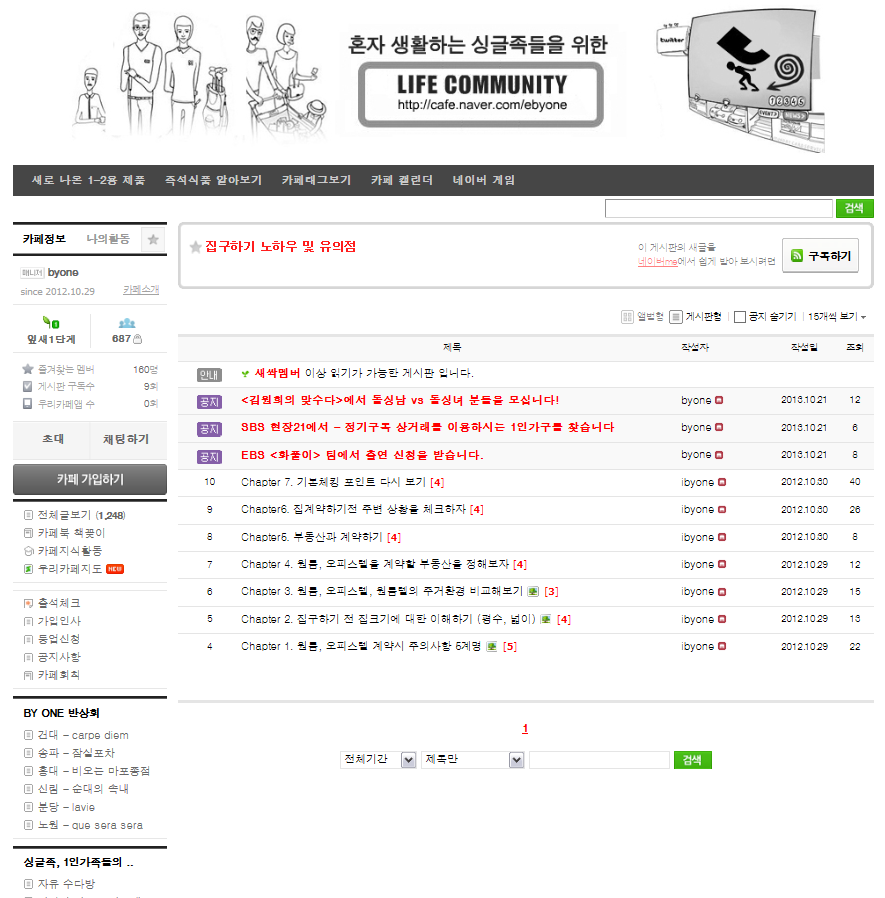 혼자 생활하는 싱글족들을 위한
LIFE COMMUNITY
http://cafe.naver.com/ebyone
twitter
새로 나온 1-2용 제품 즉석식품 알아보기 카페태그보기 카페 캘린더 네이버 게임
검색
카페정보 나의활동
매니저 byone
since 2012.10.29 카페소개
잎새1단계 687
즐겨찾는 멤버 160명
게시판 구독수 9회
우리카페앱 수 0회
초대 채팅하기
카페 가입하기
전체글보기 (1,248)
카페북 책꽂이
카페지식활동
우리카페지도 NEW
출석체크
가입인사
등업신청
공지사항
카페회칙
BY ONE 반상회
건대 - carpe diem
송파 - 잠실포차
홍대 - 비오는 마포종점
신림 - 순대의 속내
분당 - lavie
노원 - que sera sera
싱글족, 1인가족들의 ..
자유 수다방
집구하기 노하우 및 유의점
이 게시판의 새글을
네이버me에서 쉽게 받아 보시려면
구독하기
앨범형 게시판형 공지 숨기기 15개씩 보기
제목 작성자 작성일 조회
안내 새싹멤버 이상 읽기가 가능한 게시판 입니다.
공지 <김원희의 맞수다>에서 돌싱남 vs 돌싱녀 분들을 모십니다! byone 2013.10.21 12
공지 SBS 현장21에서 - 정기구독 상거래를 이용하시는 1인가구를 찾습니다 byone 2013.10.21 6
공지 EBS <화풀이> 팀에서 출연 신청을 받습니다. byone 2013.10.21 8
10 Chapter 7. 기본체킹 포인트 다시 보기 [4] ibyone 2012.10.30 40
9 Chapter6. 집계약하기전 주변 상황을 체크하자 [4] ibyone 2012.10.30 26
8 Chapter5. 부동산과 계약하기 [4] ibyone 2012.10.30 8
7 Chapter 4. 원룸, 오피스텔을 계약할 부동산을 정해보자 [4] ibyone 2012.10.29 12
6 Chapter 3. 원룸, 오피스텔, 원룸텔의 주거환경 비교해보기 [3] ibyone 2012.10.29 15
5 Chapter 2. 집구하기 전 집크기에 대한 이해하기 (평수, 넓이) [4] ibyone 2012.10.29 13
4 Chapter 1. 원룸, 오피스텔 계약시 주의사항 5계명 [5] ibyone 2012.10.29 22
1
전체기간 제목만 검색